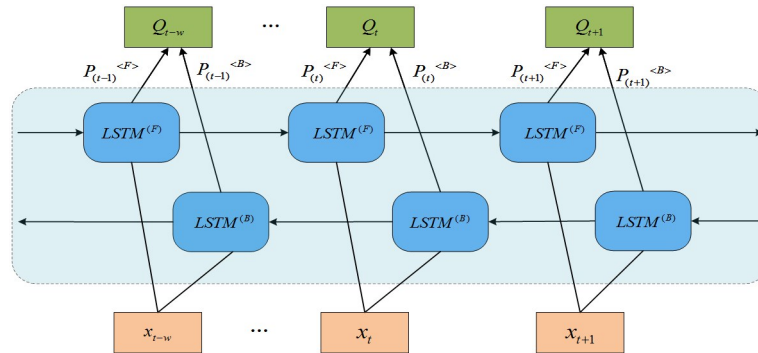 Q_{t-w} ... Q_t Q_{t+1}
P_{(t-1)}^{<F>} P_{(t-1)}^{<B>} P_{(t)}^{<F>} P_{(t)}^{<B>} P_{(t+1)}^{<F>} P_{(t+1)}^{<B>}
LSTM^{(F)} LSTM^{(F)} LSTM^{(F)}
LSTM^{(B)} LSTM^{(B)} LSTM^{(B)}
x_{t-w} ... x_t x_{t+1}